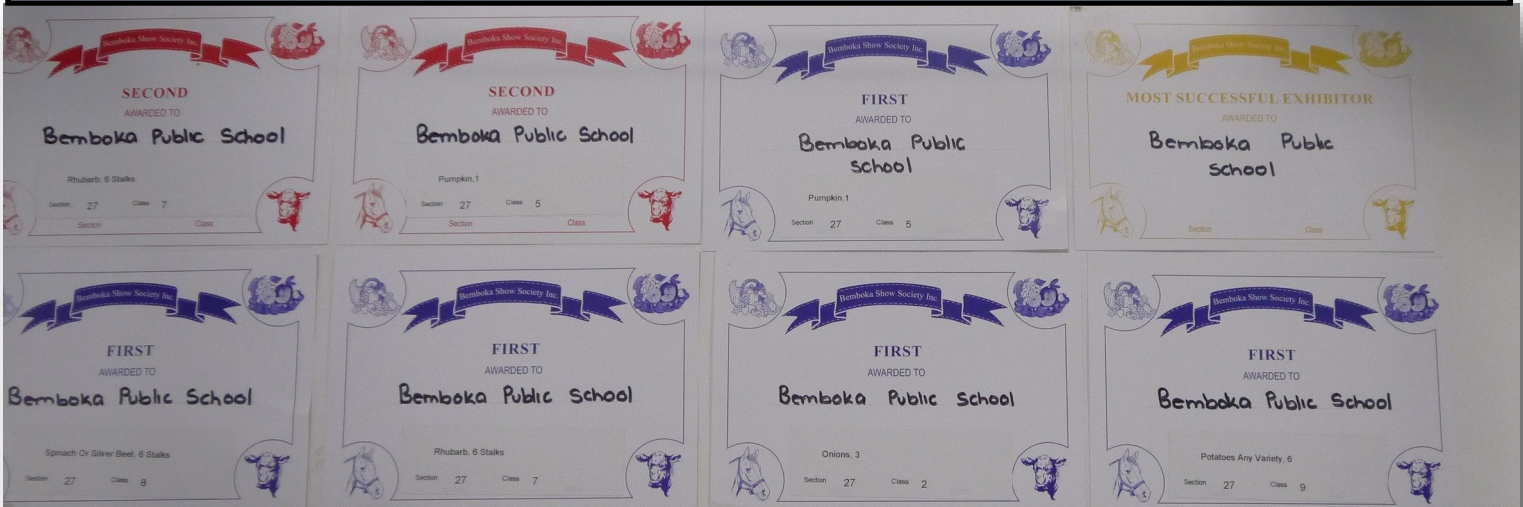 Bemboka Show Society Inc.
SECOND
AWARDED TO
Bemboka Public School
Rhubarb, 6 Stalks
Section 27 Class 7
Section Class
Bemboka Show Society Inc.
SECOND
AWARDED TO
Bemboka Public School
Pumpkin,1
Section 27 Class 5
Section Class
Bemboka Show Society Inc.
FIRST
AWARDED TO
Bemboka Public
School
Pumpkin,1
Section 27 Class 5
Bemboka Show Society Inc.
MOST SUCCESSFUL EXHIBITOR
AWARDED TO
Bemboka Public
School
Section Class
Bemboka Show Society Inc.
FIRST
AWARDED TO
Bemboka Public School
Spinach Or Silver Beet, 6 Stalks
Section 27 Class 8
Bemboka Show Society Inc.
FIRST
AWARDED TO
Bemboka Public School
Rhubarb, 6 Stalks
Section 27 Class 7
Bemboka Show Society Inc.
FIRST
AWARDED TO
Bemboka Public School
Onions, 3
Section 27 Class 2
Bemboka Show Society Inc.
FIRST
AWARDED TO
Bemboka Public School
Potatoes Any Variety, 6
Section 27 Class 9